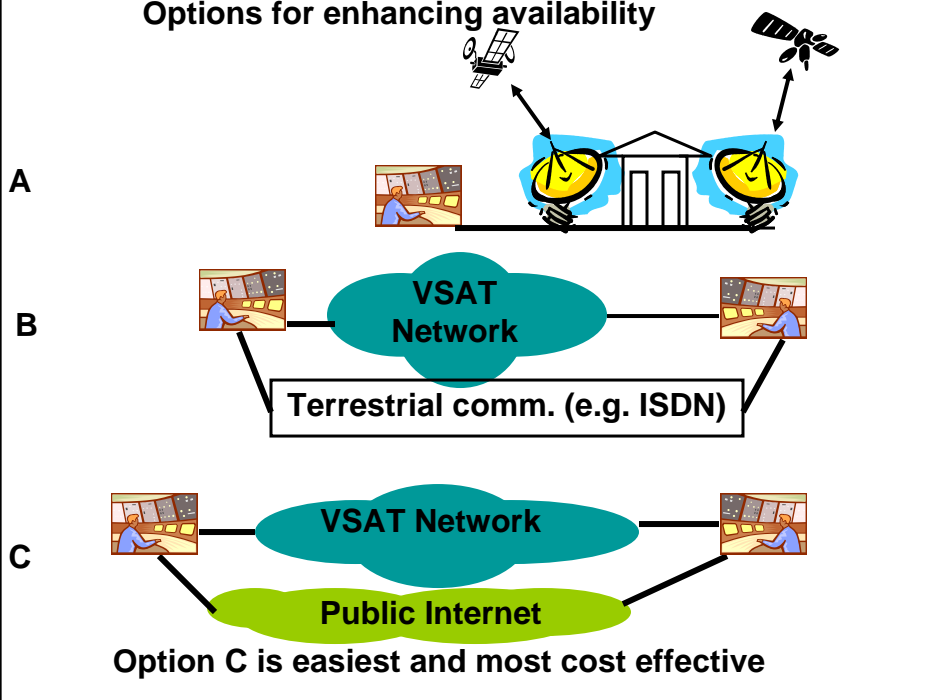 Options for enhancing availability
A
B
VSAT
Network
Terrestrial comm. (e.g. ISDN)
C
VSAT Network
Public Internet
Option C is easiest and most cost effective